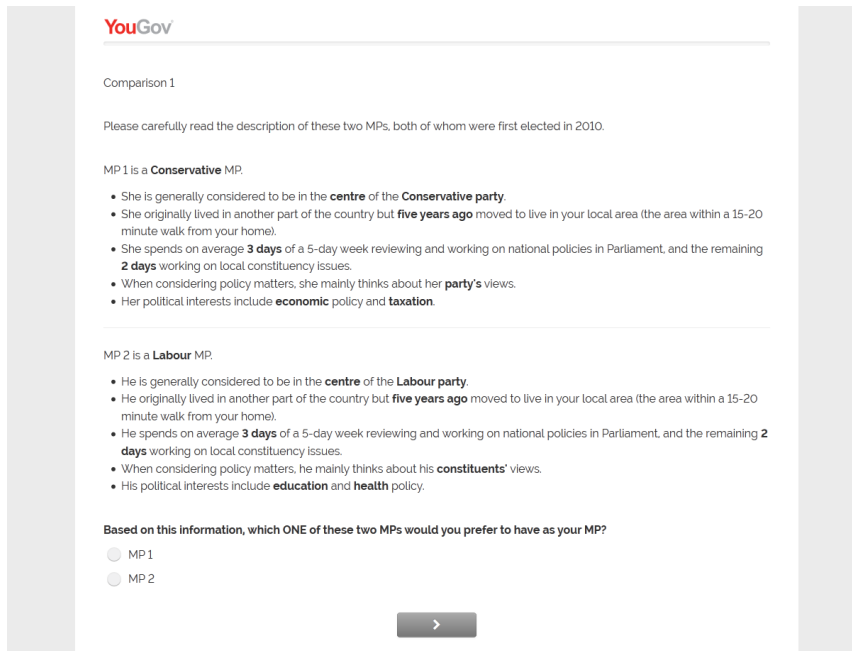 YouGov
Comparison 1
Please carefully read the description of these two MPs, both of whom were first elected in 2010.
MP 1 is a Conservative MP.
• She is generally considered to be in the centre of the Conservative party.
• She originally lived in another part of the country but five years ago moved to live in your local area (the area within a 15-20
minute walk from your home).
• She spends on average 3 days of a 5-day week reviewing and working on national policies in Parliament, and the remaining
2 days working on local constituency issues.
• When considering policy matters, she mainly thinks about her party's views.
• Her political interests include economic policy and taxation.
MP 2 is a Labour MP.
• He is generally considered to be in the centre of the Labour party.
• He originally lived in another part of the country but five years ago moved to live in your local area (the area within a 15-20
minute walk from your home).
• He spends on average 3 days of a 5-day week reviewing and working on national policies in Parliament, and the remaining 2
days working on local constituency issues.
• When considering policy matters, he mainly thinks about his constituents' views.
• His political interests include education and health policy.
Based on this information, which ONE of these two MPs would you prefer to have as your MP?
MP 1
MP 2